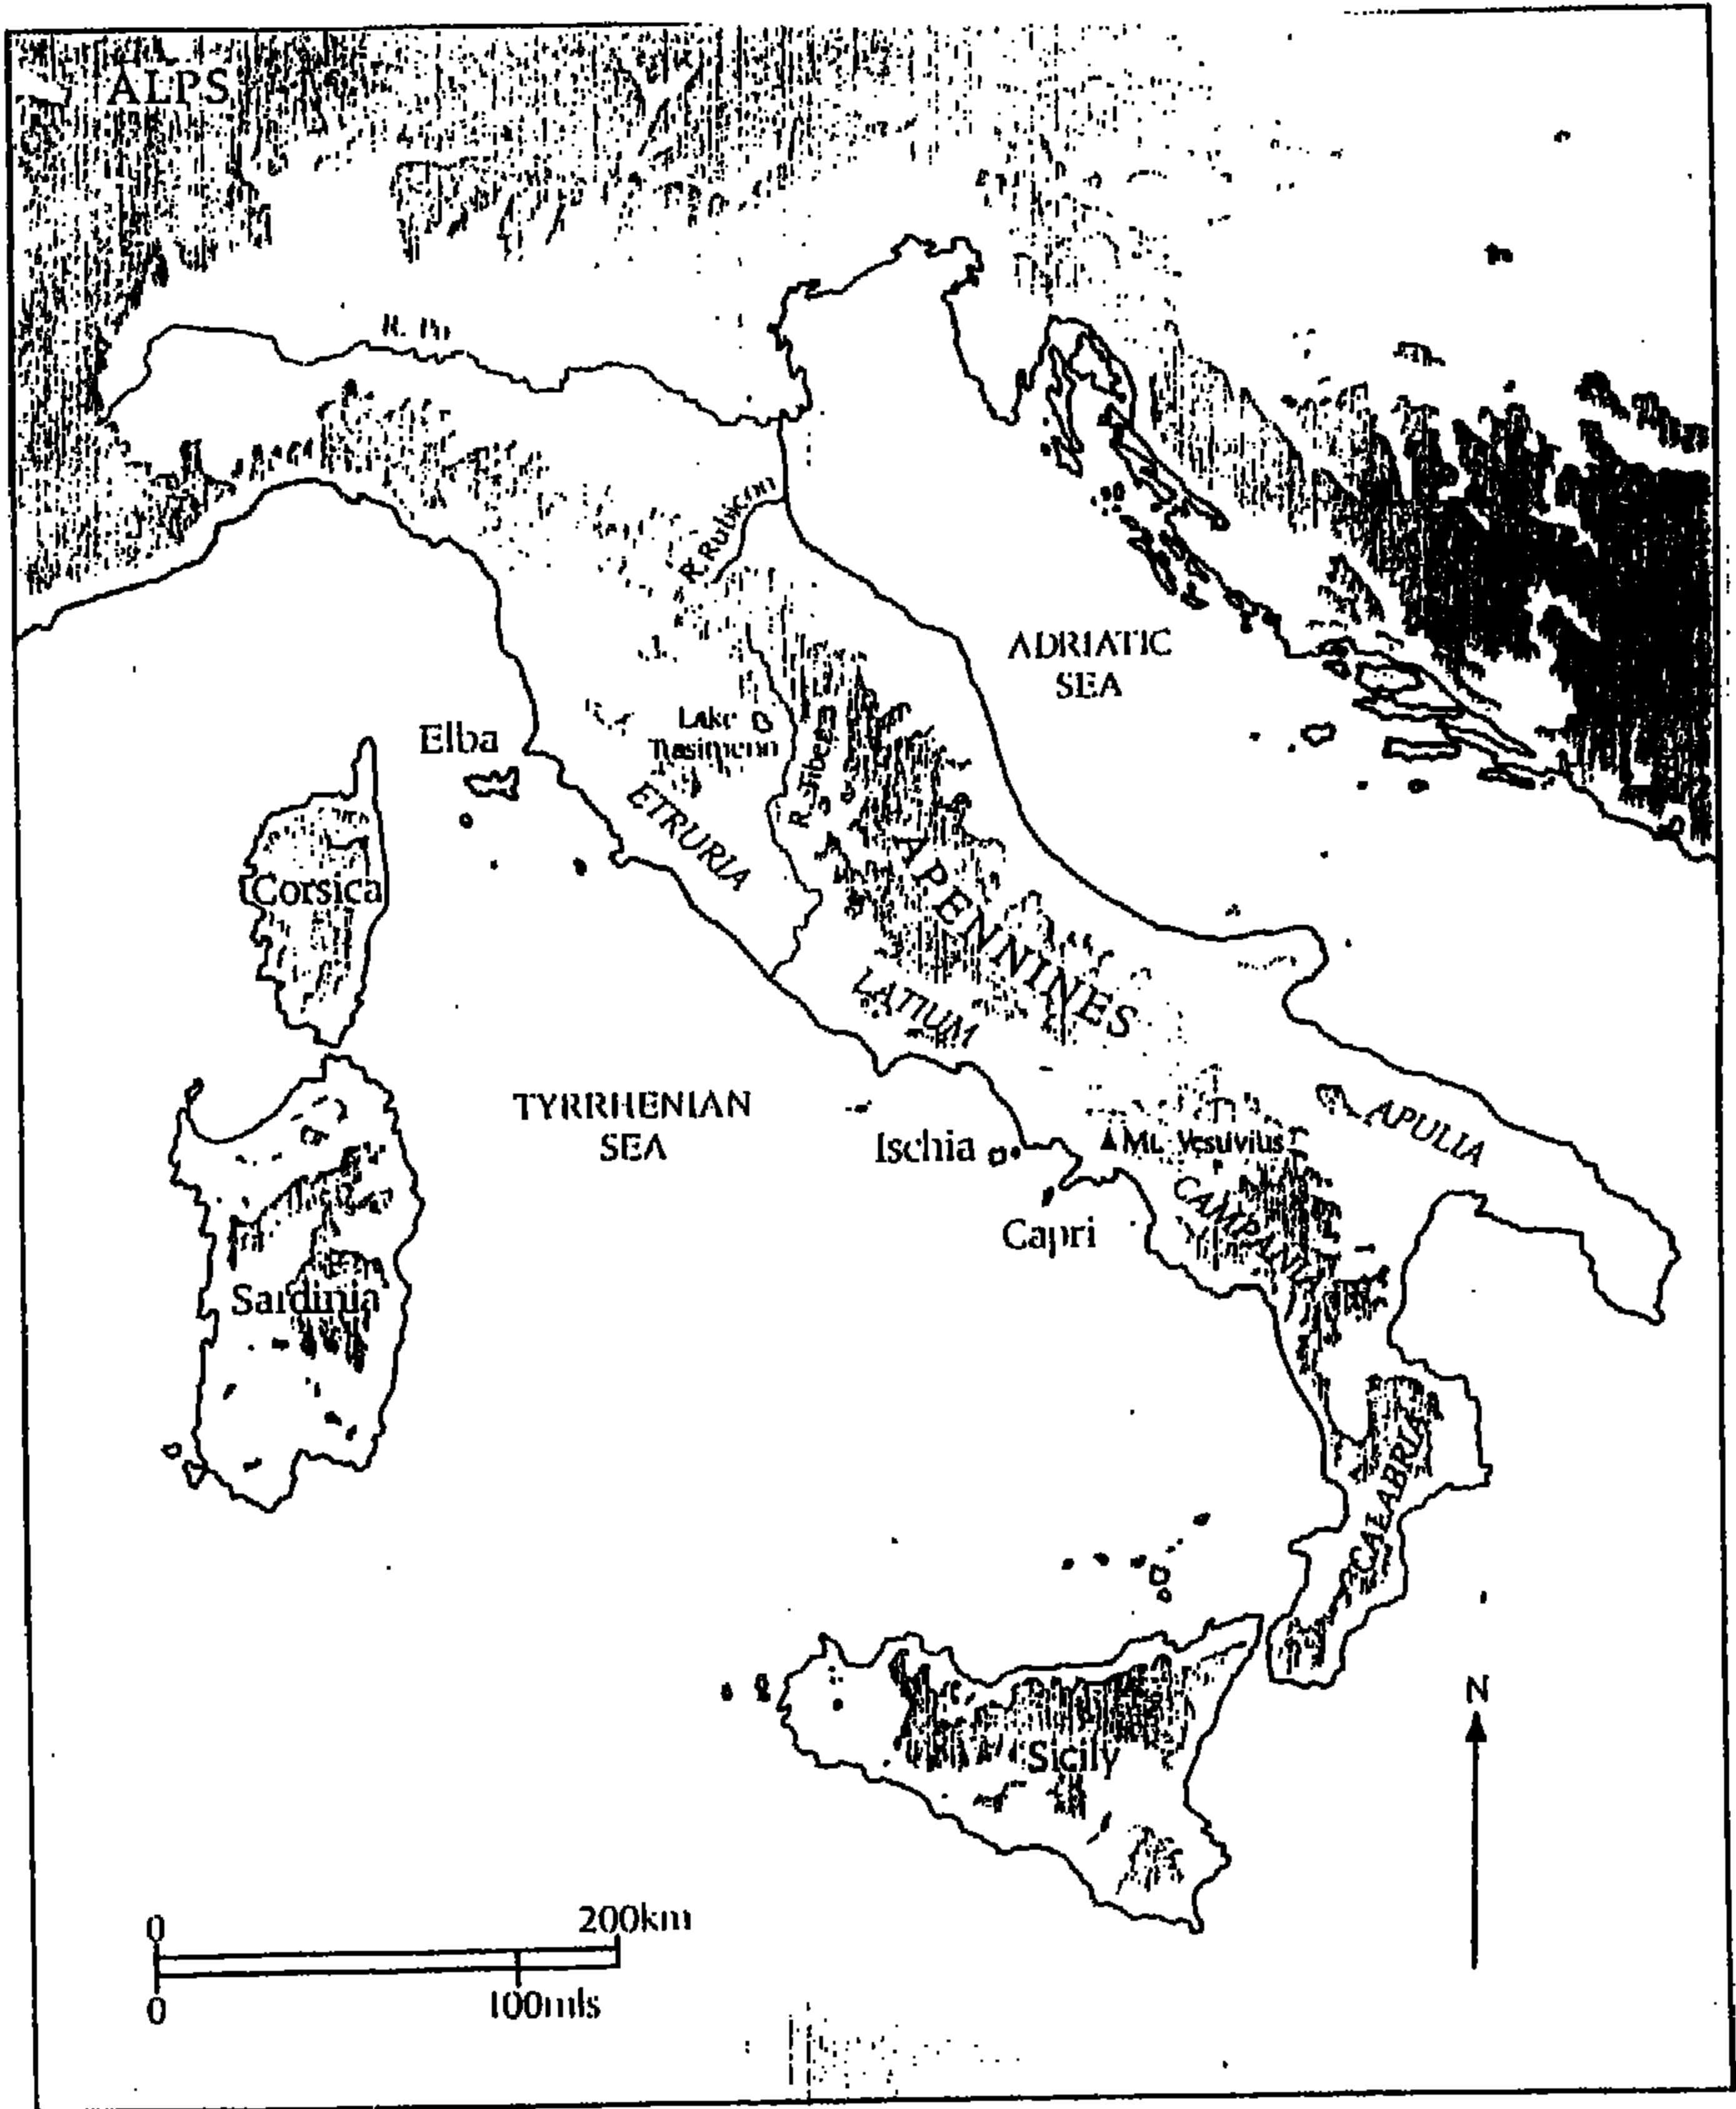 ALPS
R. Po
R. Rubicon
ADRIATIC
SEA
Elba
Lake
Trasimeno
R. Tiber
ETRURIA
Corsica
APENNINES
LATIUM
TYRRHENIAN
SEA
Ischia
Mt. Vesuvius
APULIA
CAMPANIA
Capri
Sardinia
CALABRIA
N
Sicily
0
200km
0
100mls